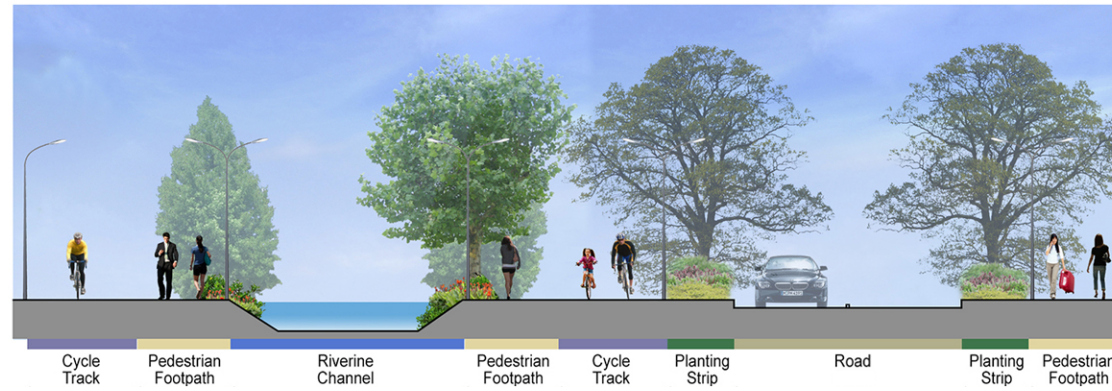 Cycle
Track
Pedestrian
Footpath
Riverine
Channel
Pedestrian
Footpath
Cycle
Track
Planting
Strip
Road
Planting
Strip
Pedestrian
Footpath